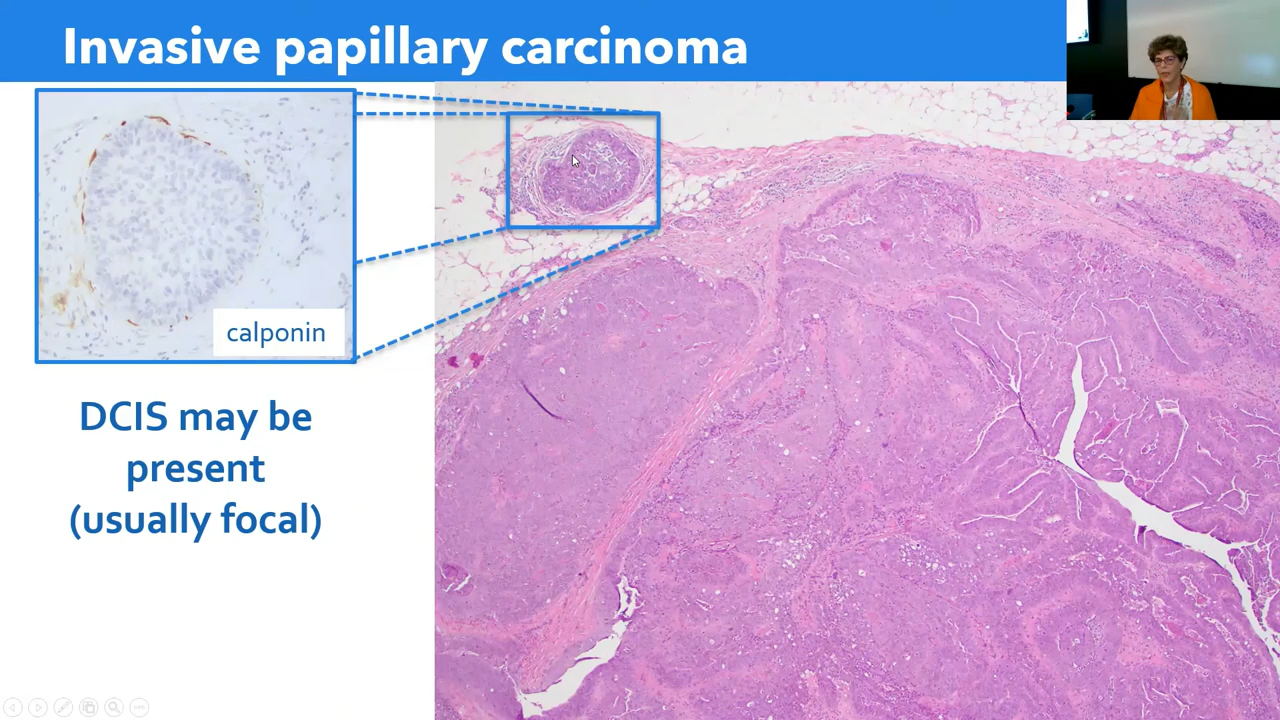 Invasive papillary carcinoma
calponin
DCIS may be
present
(usually focal)